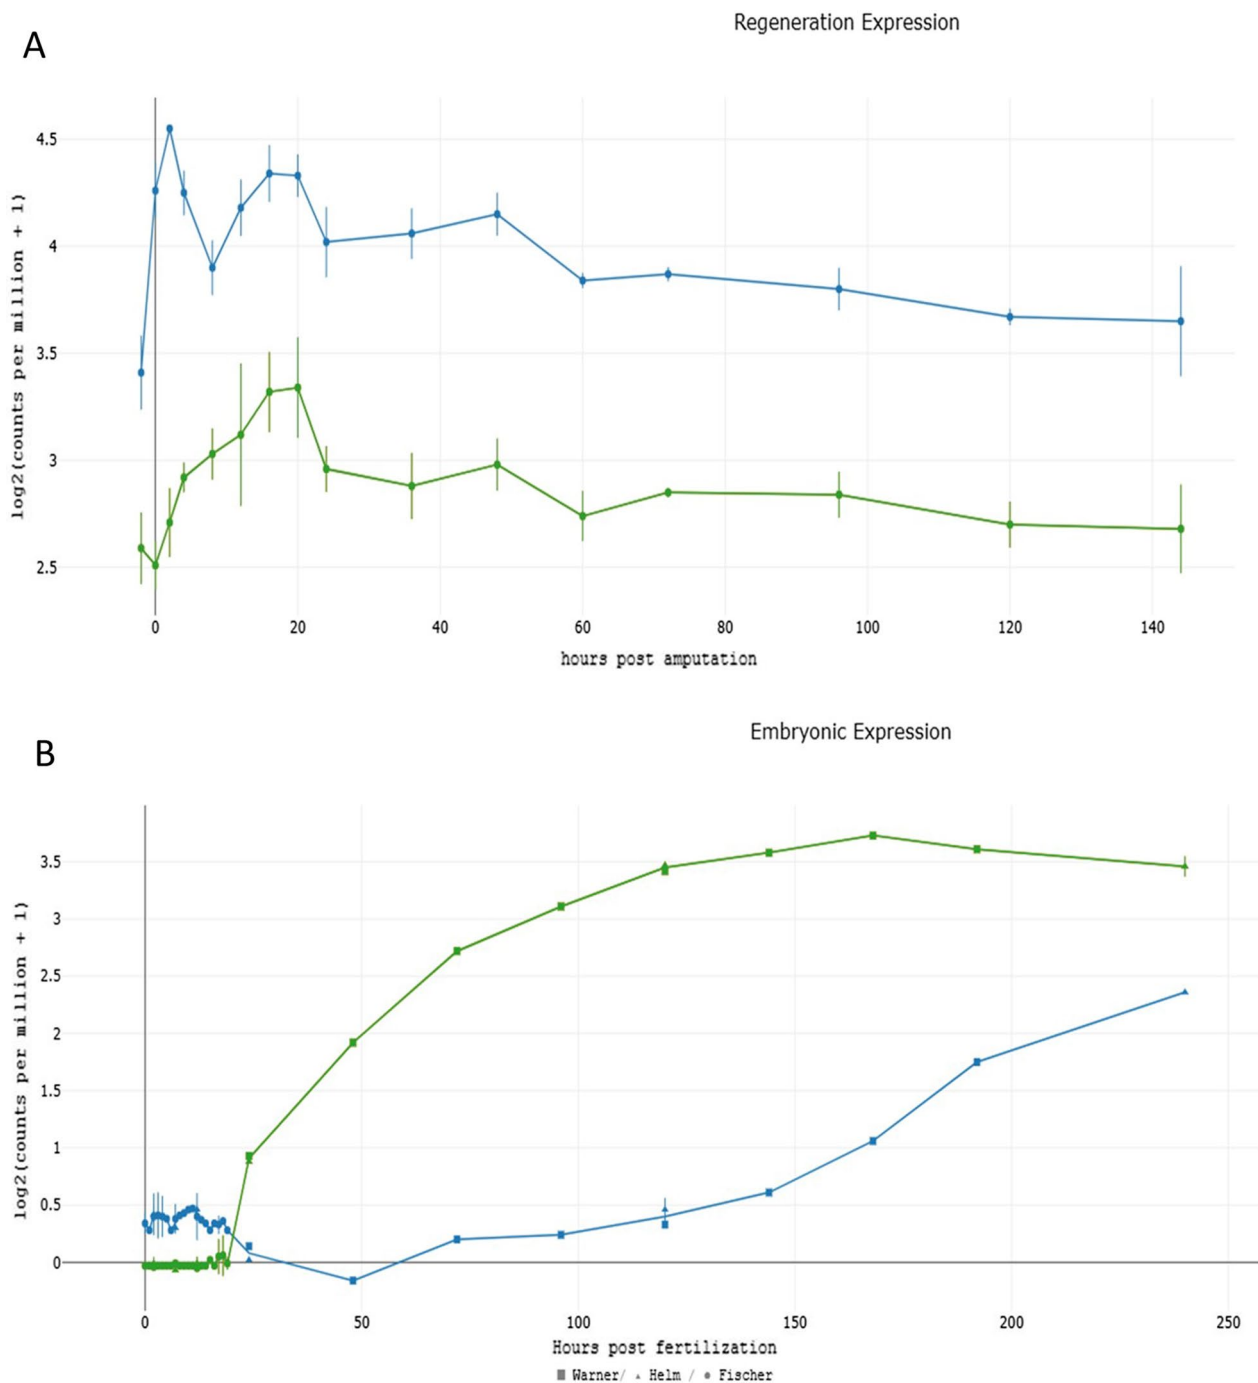 A
Regeneration Expression
log2(counts per million + 1)
4.5
4
3.5
3
2.5
0 20 40 60 80 100 120 140
hours post amputation
B
Embryonic Expression
log2(counts per million + 1)
3.5
3
2.5
2
1.5
1
0.5
0
0 50 100 150 200 250
Hours post fertilization
Warner/ Helm / Fischer